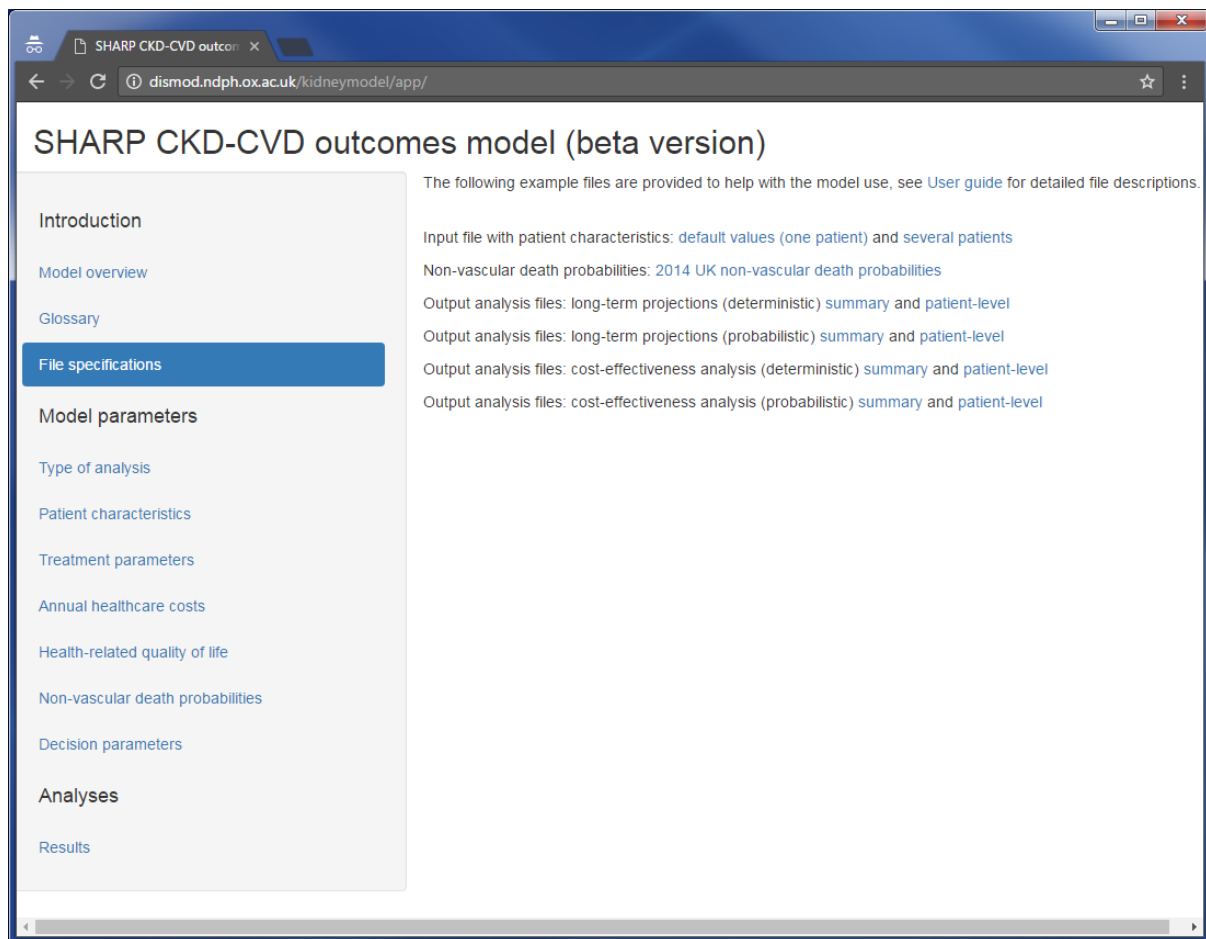 SHARP CKD-CVD outcom
dismod.ndph.ox.ac.uk/kidneymodel/app/
SHARP CKD-CVD outcomes model (beta version)
Introduction
Model overview
Glossary
File specifications
Model parameters
Type of analysis
Patient characteristics
Treatment parameters
Annual healthcare costs
Health-related quality of life
Non-vascular death probabilities
Decision parameters
Analyses
Results
The following example files are provided to help with the model use, see User guide for detailed file descriptions.
Input file with patient characteristics: default values (one patient) and several patients
Non-vascular death probabilities: 2014 UK non-vascular death probabilities
Output analysis files: long-term projections (deterministic) summary and patient-level
Output analysis files: long-term projections (probabilistic) summary and patient-level
Output analysis files: cost-effectiveness analysis (deterministic) summary and patient-level
Output analysis files: cost-effectiveness analysis (probabilistic) summary and patient-level